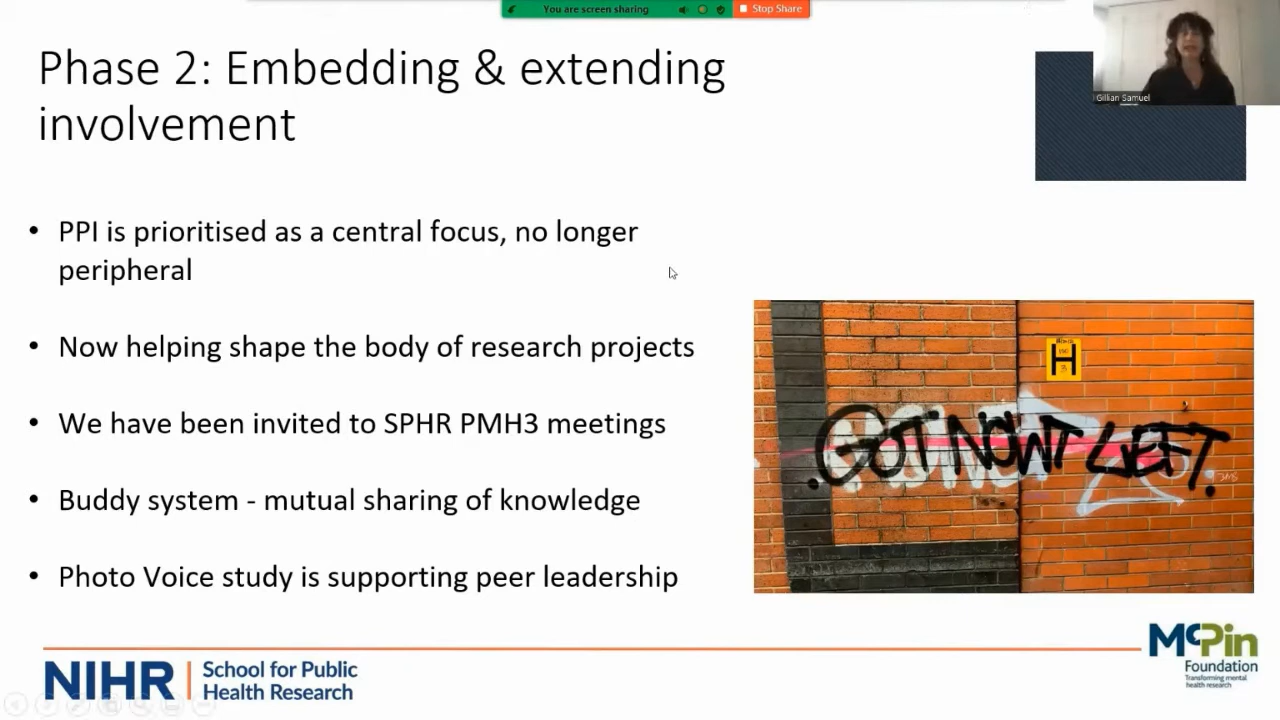 You are screen sharing
Stop Share
Phase 2: Embedding & extending
involvement
Gillian Samuel
• PPI is prioritised as a central focus, no longer
peripheral
• Now helping shape the body of research projects
• We have been invited to SPHR PMH3 meetings
• Buddy system - mutual sharing of knowledge
• Photo Voice study is supporting peer leadership
H
GOT NOWT LEFT.
NIHR | School for Public
Health Research
McPin
Foundation
Transforming mental
health research